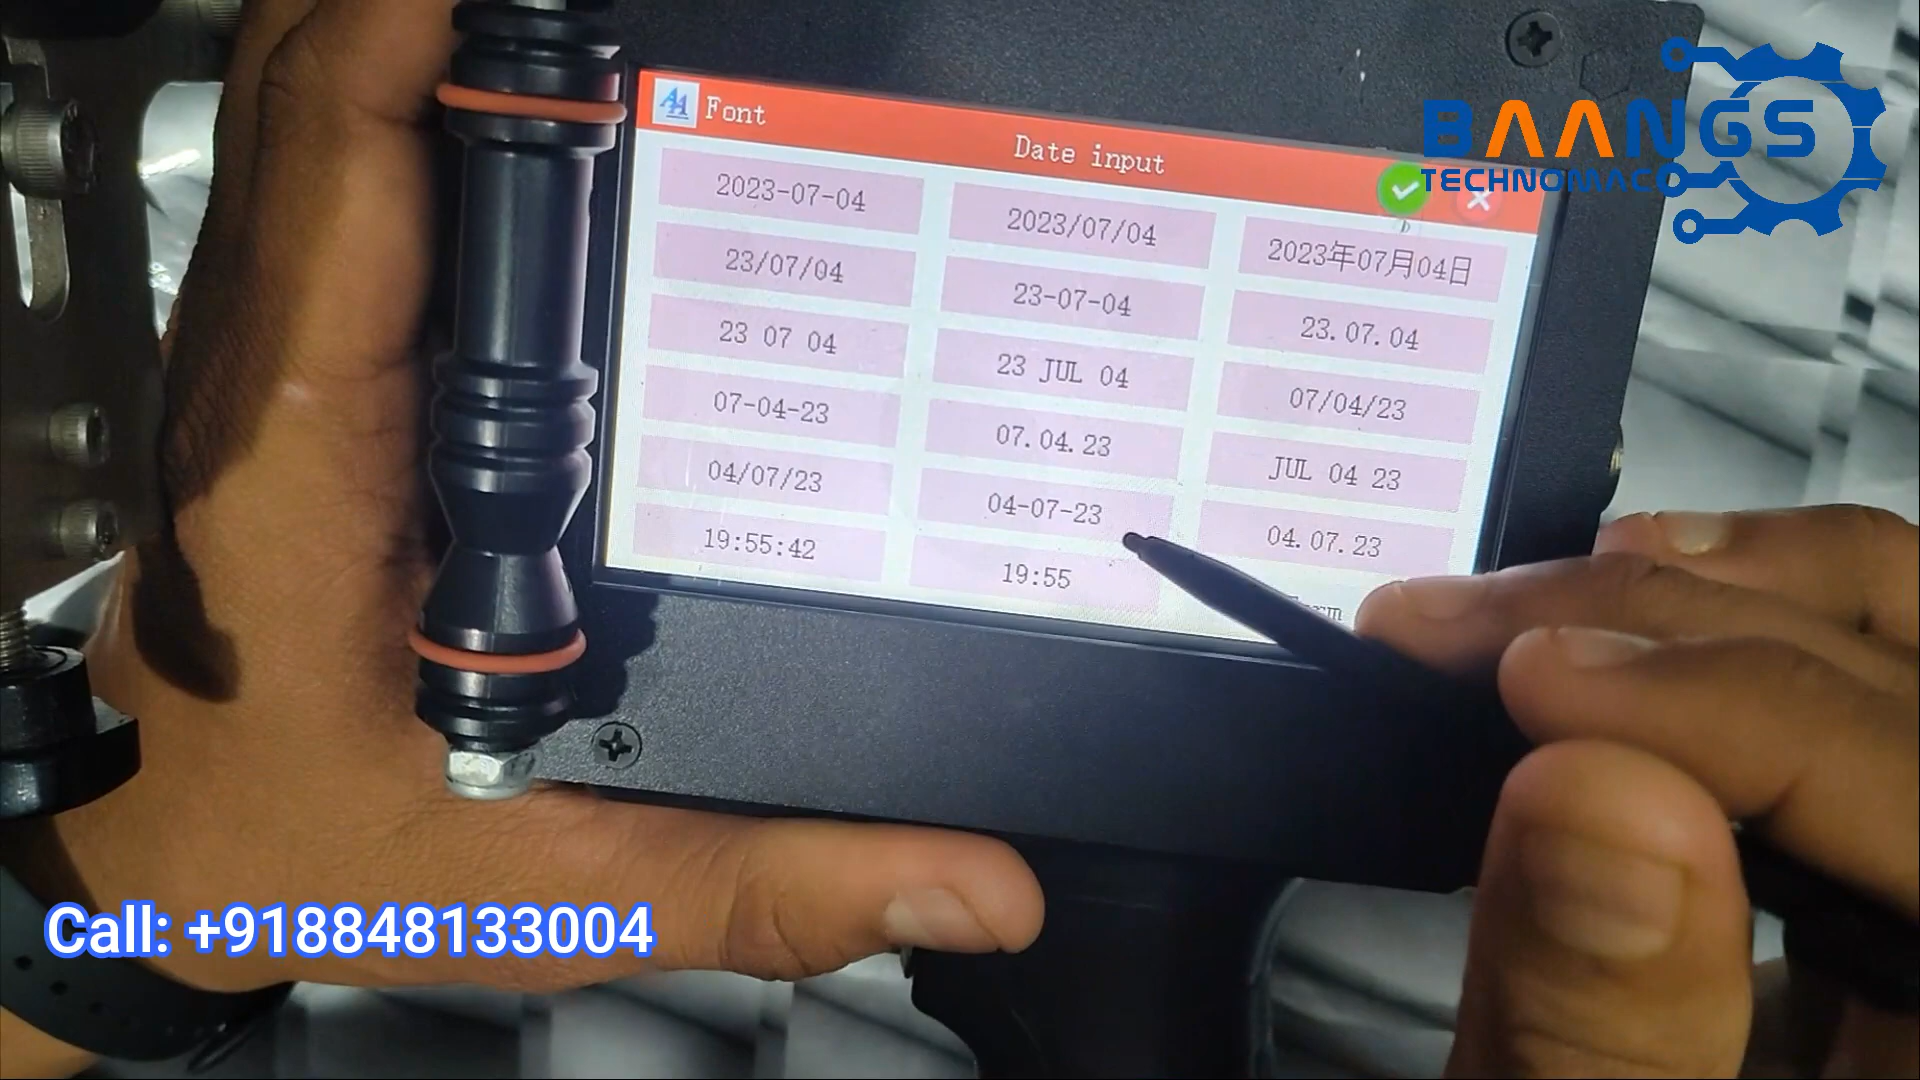 Font
Date input
2023-07-04
2023/07/04
2023年07月04日
23/07/04
23-07-04
23.07.04
23 07 04
23 JUL 04
07/04/23
07-04-23
07.04.23
JUL 04 23
04/07/23
04-07-23
04.07.23
19:55:42
19:55
BAANGS
TECHNOMAC
Call: +918848133004